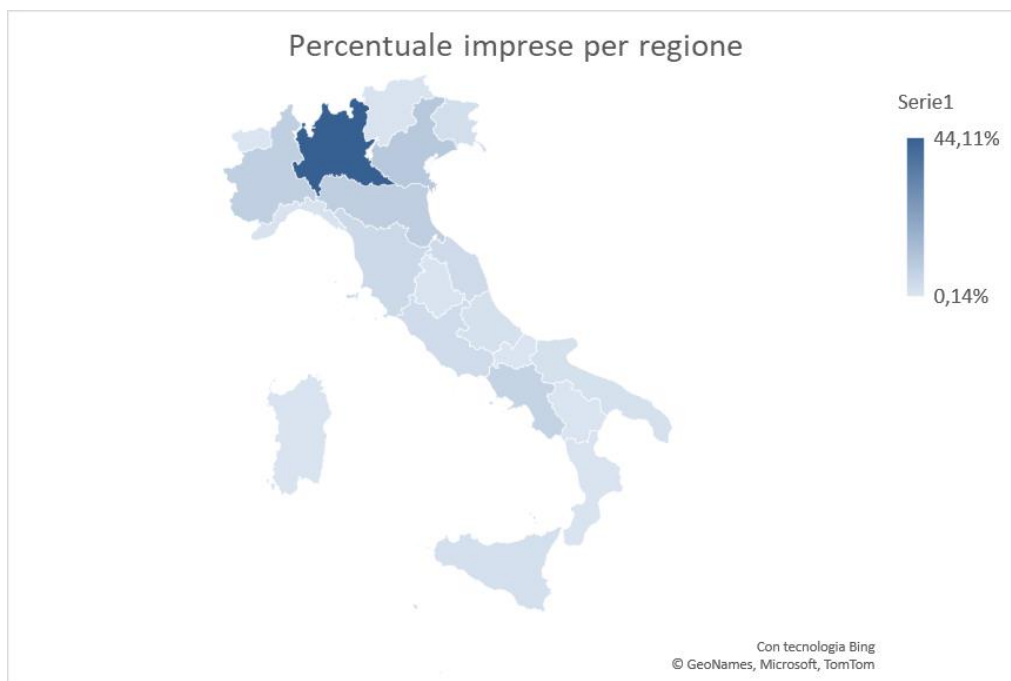 Percentuale imprese per regione
Serie1
44,11%
0,14%
Con tecnologia Bing
© GeoNames, Microsoft, TomTom